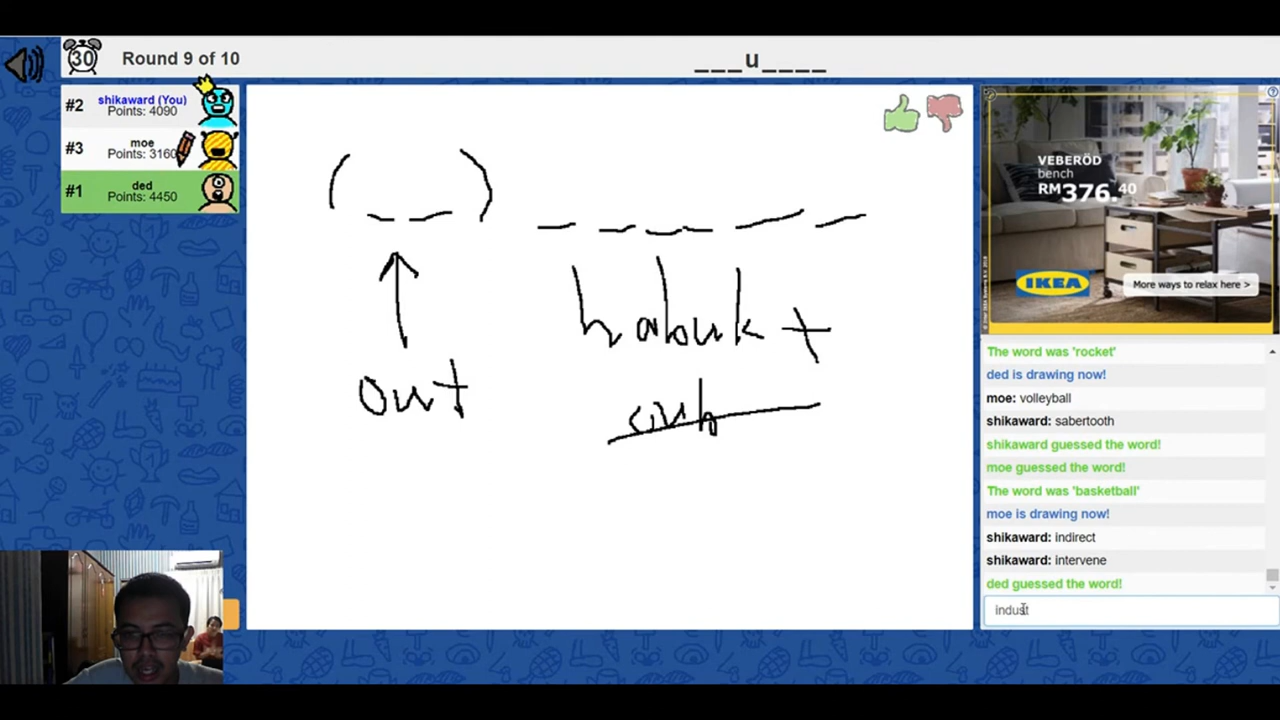 30 Round 9 of 10
___u____
#2 shikaward (You)
Points: 4090
#3 moe
Points: 3160
#1 ded
Points: 4450
out
habuk +
VEBERÖD
bench
RM376.40
IKEA
More ways to relax here >
The word was 'rocket'
ded is drawing now!
moe: volleyball
shikaward: sabertooth
shikaward guessed the word!
moe guessed the word!
The word was 'basketball'
moe is drawing now!
shikaward: indirect
shikaward: intervene
ded guessed the word!
indust